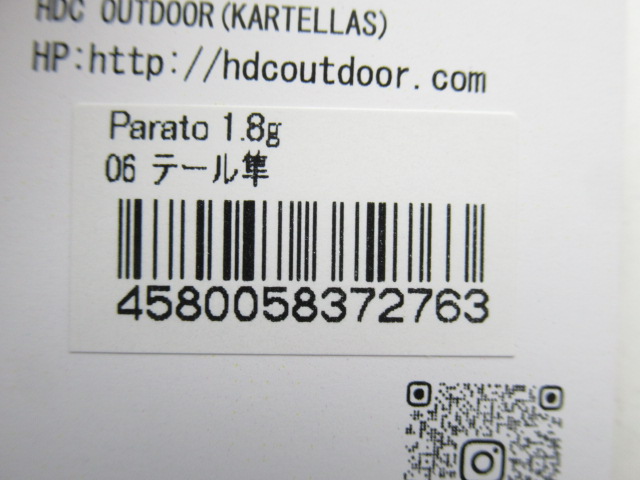 HDC OUTDOOR(KARTELLAS)
HP:http://hdcoutdoor.com
Parato 1.8g
06 テール隼
4580058372763